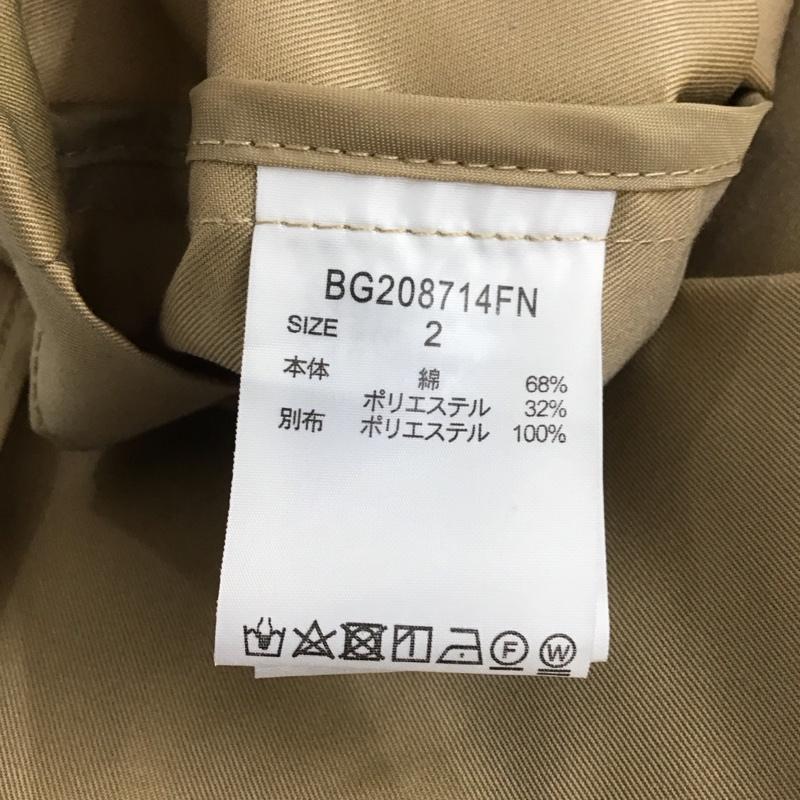 BG208714FN
SIZE 2
本体 綿 68%
ポリエステル 32%
別布 ポリエステル 100%
F W